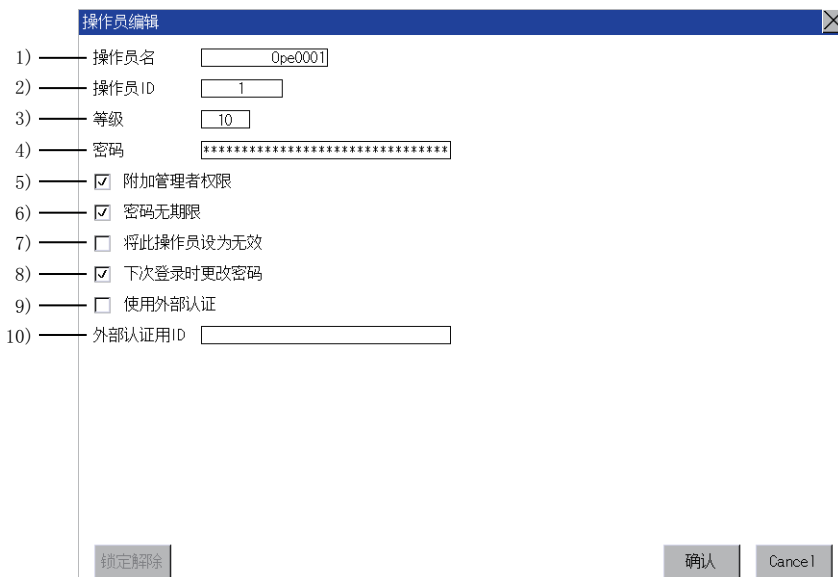 操作员编辑
1) 操作员名 Ope0001
2) 操作员ID 1
3) 等级 10
4) 密码 ********************************
5) 附加管理者权限
6) 密码无期限
7) 将此操作员设为无效
8) 下次登录时更改密码
9) 使用外部认证
10) 外部认证用ID
锁定解除 确认 Cancel